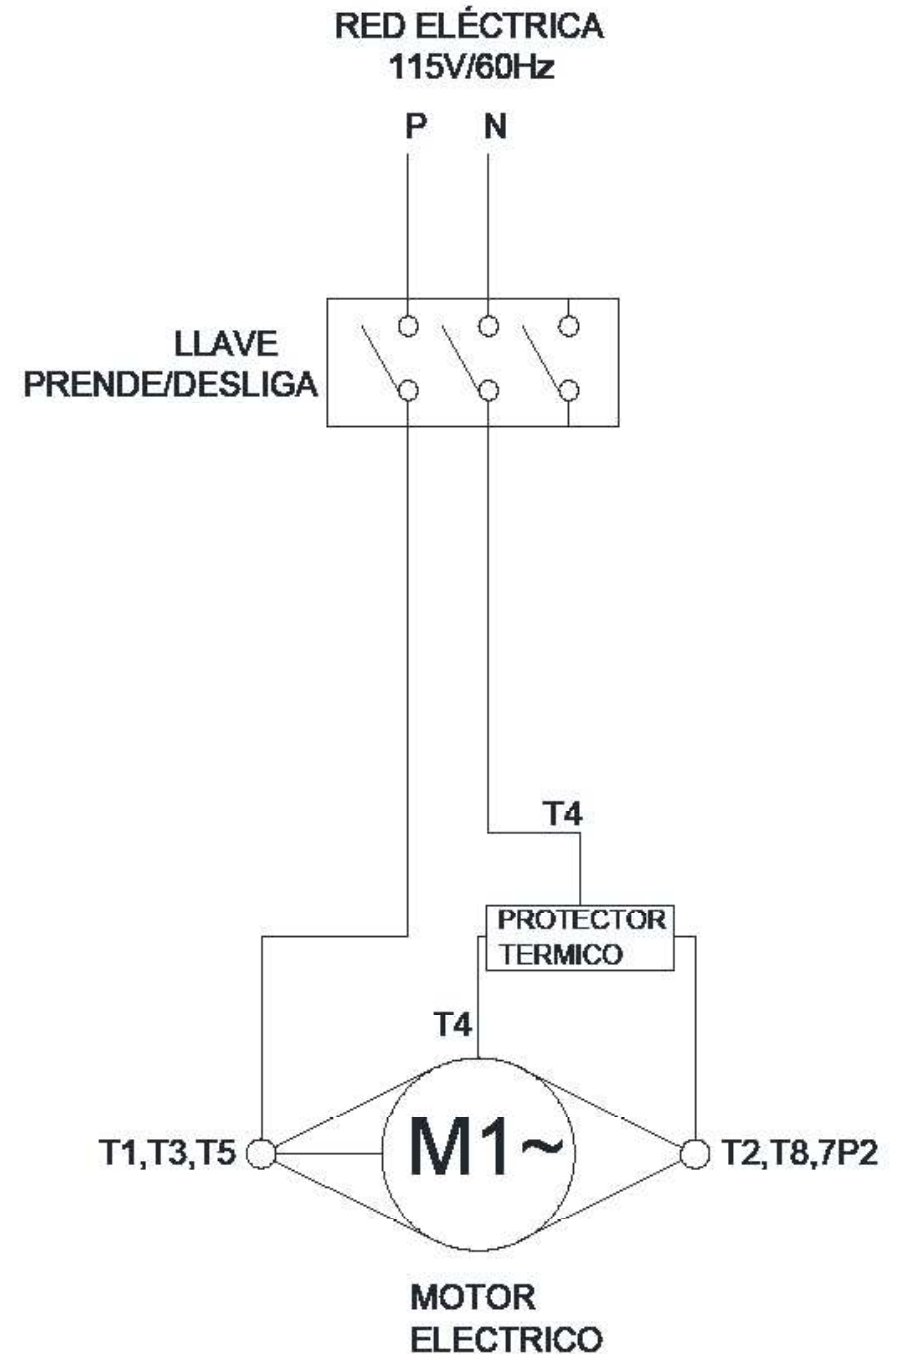 RED ELÉCTRICA
115V/60Hz
P N
LLAVE
PRENDE/DESLIGA
T4
PROTECTOR
TERMICO
T4
T1,T3,T5
M1~
T2,T8,7P2
MOTOR
ELECTRICO